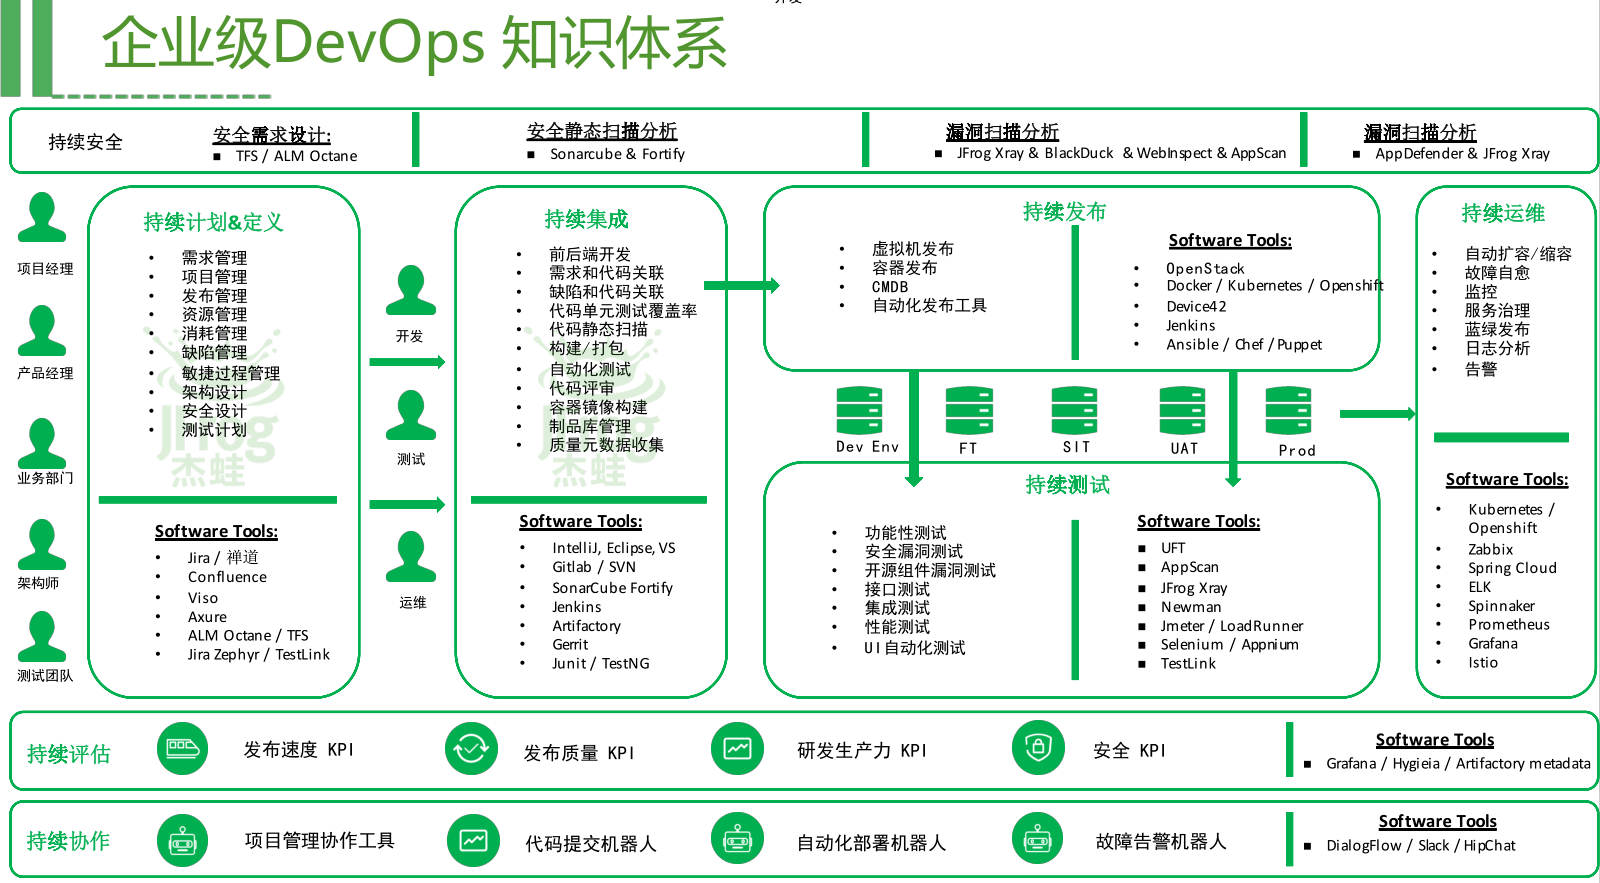 企业级DevOps 知识体系
持续安全
安全需求设计:
■ TFS / ALM Octane
安全静态扫描分析
■ Sonarcube & Fortify
漏洞扫描分析
■ JFrog Xray & BlackDuck & WebInspect & AppScan
漏洞扫描分析
■ AppDefender & JFrog Xray
项目经理
产品经理
业务部门
架构师
测试团队
持续计划&定义
• 需求管理
• 项目管理
• 发布管理
• 资源管理
• 消耗管理
• 缺陷管理
• 敏捷过程管理
• 架构设计
• 安全设计
• 测试计划
JFrog
杰蛙
Software Tools:
• Jira / 禅道
• Confluence
• Viso
• Axure
• ALM Octane / TFS
• Jira Zephyr / TestLink
开发
测试
运维
持续集成
• 前后端开发
• 需求和代码关联
• 缺陷和代码关联
• 代码单元测试覆盖率
• 代码静态扫描
• 构建/打包
• 自动化测试
• 代码评审
• 容器镜像构建
• 制品库管理
• 质量元数据收集
JFrog
杰蛙
Software Tools:
• IntelliJ, Eclipse, VS
• Gitlab / SVN
• SonarCube Fortify
• Jenkins
• Artifactory
• Gerrit
• Junit / TestNG
持续发布
• 虚拟机发布
• 容器发布
• CMDB
• 自动化发布工具
Software Tools:
• OpenStack
• Docker / Kubernetes / Openshift
• Device42
• Jenkins
• Ansible / Chef / Puppet
Dev Env
FT
SIT
UAT
Prod
持续测试
• 功能性测试
• 安全漏洞测试
• 开源组件漏洞测试
• 接口测试
• 集成测试
• 性能测试
• UI自动化测试
Software Tools:
■ UFT
■ AppScan
■ JFrog Xray
■ Newman
■ Jmeter / LoadRunner
■ Selenium / Appnium
■ TestLink
持续运维
• 自动扩容/缩容
• 故障自愈
• 监控
• 服务治理
• 蓝绿发布
• 日志分析
• 告警
Software Tools:
• Kubernetes /
Openshift
• Zabbix
• Spring Cloud
• ELK
• Spinnaker
• Prometheus
• Grafana
• Istio
持续评估
发布速度 KPI
发布质量 KPI
研发生产力 KPI
安全 KPI
Software Tools
■ Grafana / Hygieia / Artifactory metadata
持续协作
项目管理协作工具
代码提交机器人
自动化部署机器人
故障告警机器人
Software Tools
■ DialogFlow / Slack / HipChat